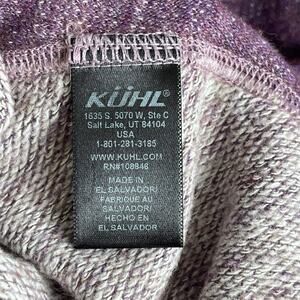 KÜHL
1635 S. 5070 W, Ste C
Salt Lake, UT 84104
USA
1-801-281-3185
WWW.KUHL.COM
RN#108846
MADE IN
EL SALVADOR/
FABRIQUE AU
SALVADOR/
HECHO EN
EL SALVADOR